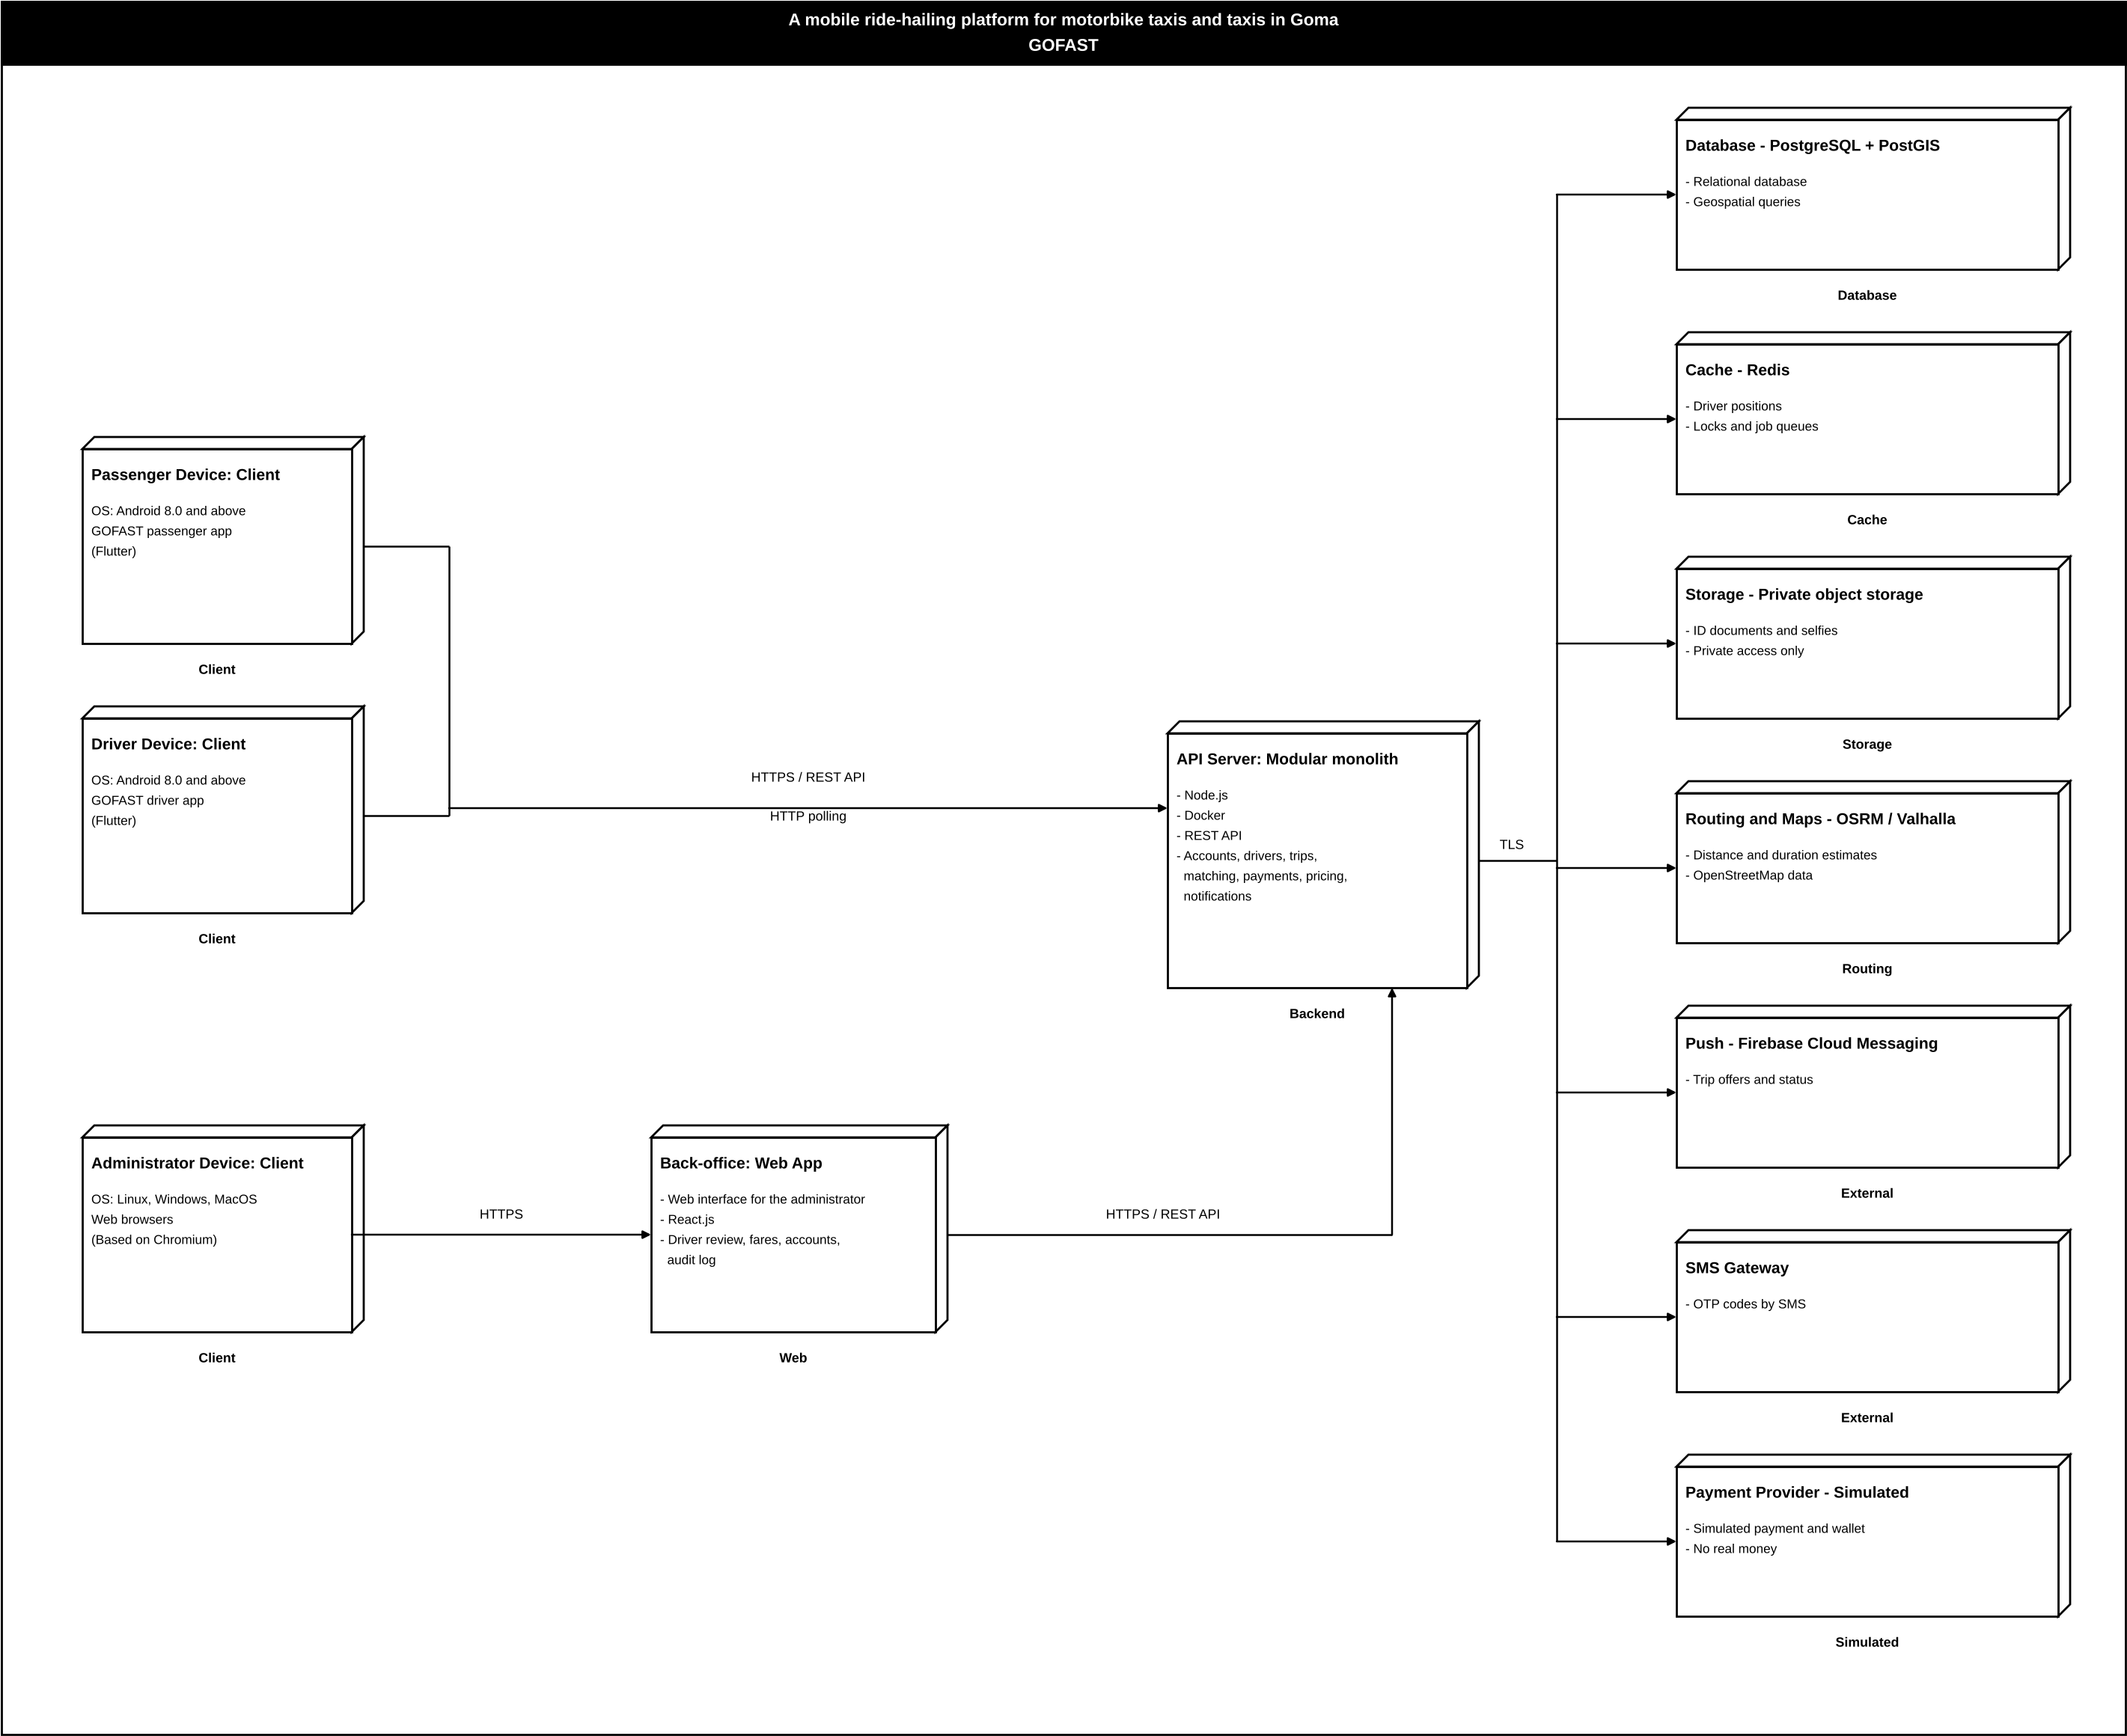 A mobile ride-hailing platform for motorbike taxis and taxis in Goma
GOFAST
Passenger Device: Client
OS: Android 8.0 and above
GOFAST passenger app
(Flutter)
Client
Driver Device: Client
OS: Android 8.0 and above
GOFAST driver app
(Flutter)
Client
HTTPS / REST API
HTTP polling
Administrator Device: Client
OS: Linux, Windows, MacOS
Web browsers
(Based on Chromium)
Client
HTTPS
Back-office: Web App
- Web interface for the administrator
- React.js
- Driver review, fares, accounts,
audit log
Web
HTTPS / REST API
API Server: Modular monolith
- Node.js
- Docker
- REST API
- Accounts, drivers, trips,
matching, payments, pricing,
notifications
Backend
TLS
Database - PostgreSQL + PostGIS
- Relational database
- Geospatial queries
Database
Cache - Redis
- Driver positions
- Locks and job queues
Cache
Storage - Private object storage
- ID documents and selfies
- Private access only
Storage
Routing and Maps - OSRM / Valhalla
- Distance and duration estimates
- OpenStreetMap data
Routing
Push - Firebase Cloud Messaging
- Trip offers and status
External
SMS Gateway
- OTP codes by SMS
External
Payment Provider - Simulated
- Simulated payment and wallet
- No real money
Simulated